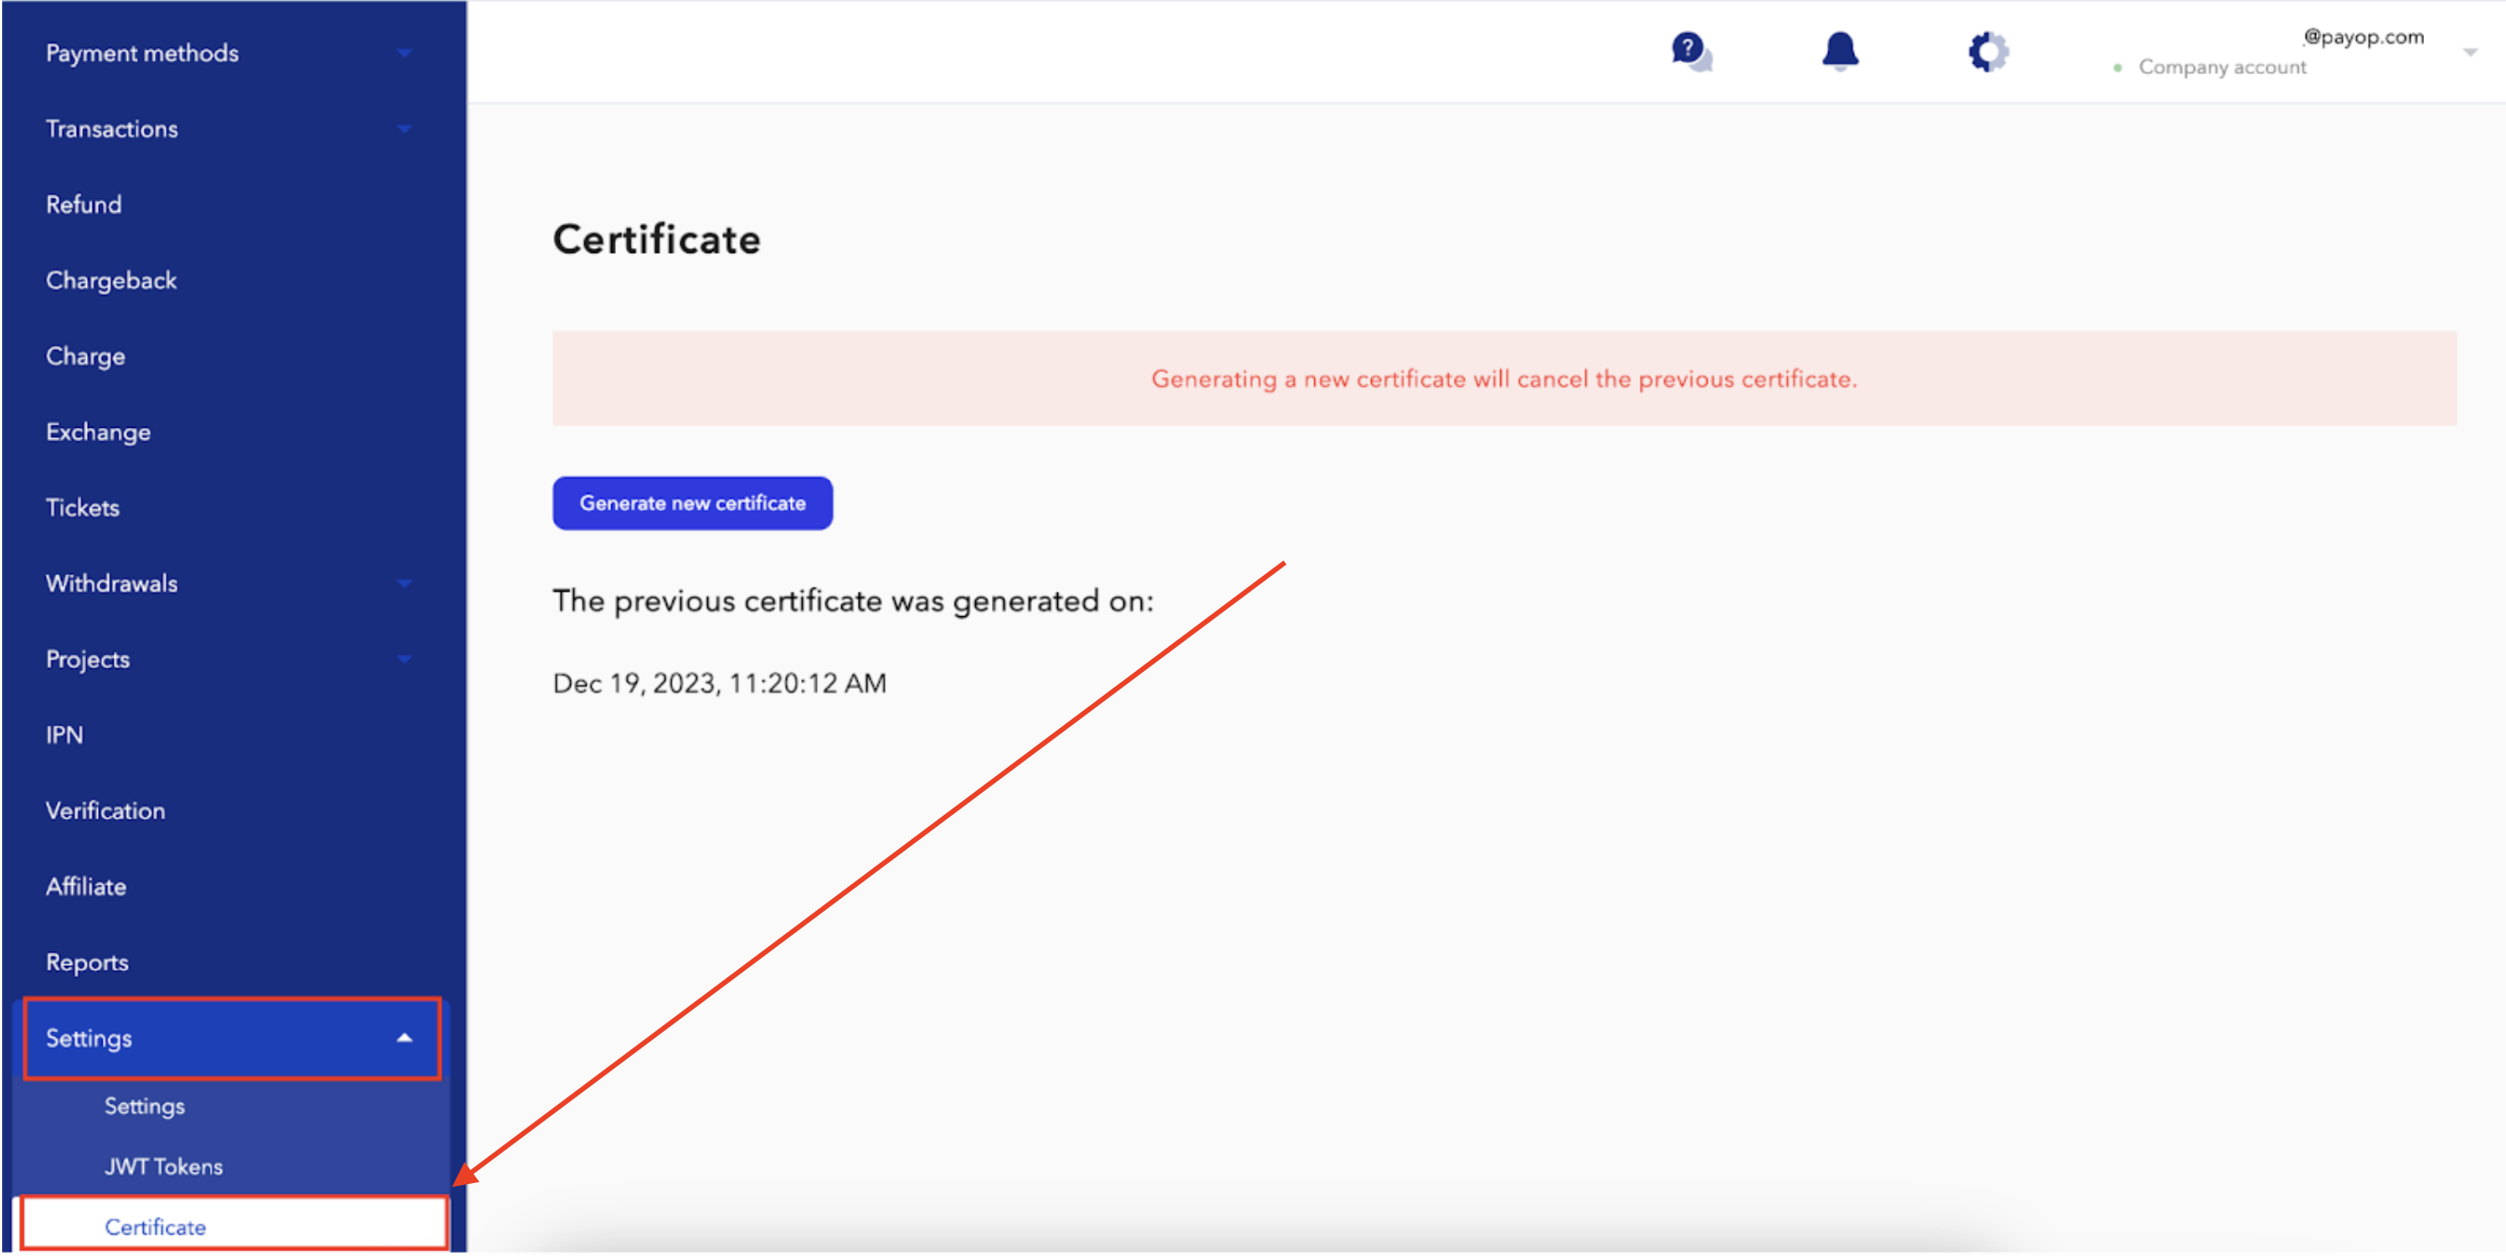 Payment methods
Transactions
Refund
Chargeback
Charge
Exchange
Tickets
Withdrawals
Projects
IPN
Verification
Affiliate
Reports
Settings
Settings
JWT Tokens
Certificate
?
@payop.com
Company account
Certificate
Generating a new certificate will cancel the previous certificate.
Generate new certificate
The previous certificate was generated on:
Dec 19, 2023, 11:20:12 AM